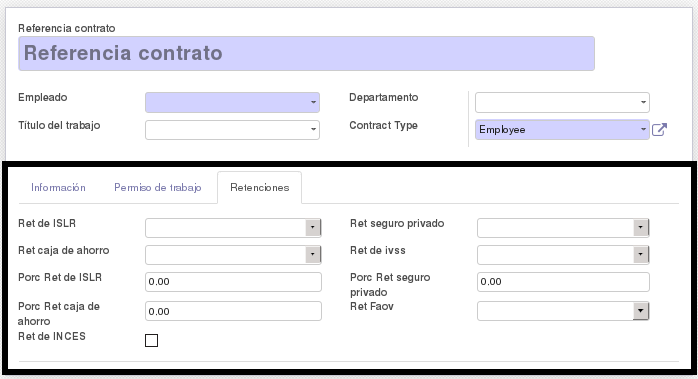 Referencia contrato
Referencia contrato
Empleado
Departamento
Título del trabajo
Contract Type
Employee
Información
Permiso de trabajo
Retenciones
Ret de ISLR
Ret seguro privado
Ret caja de ahorro
Ret de ivss
Porc Ret de ISLR
0.00
Porc Ret seguro
privado
0.00
Porc Ret caja de
ahorro
0.00
Ret Faov
Ret de INCES